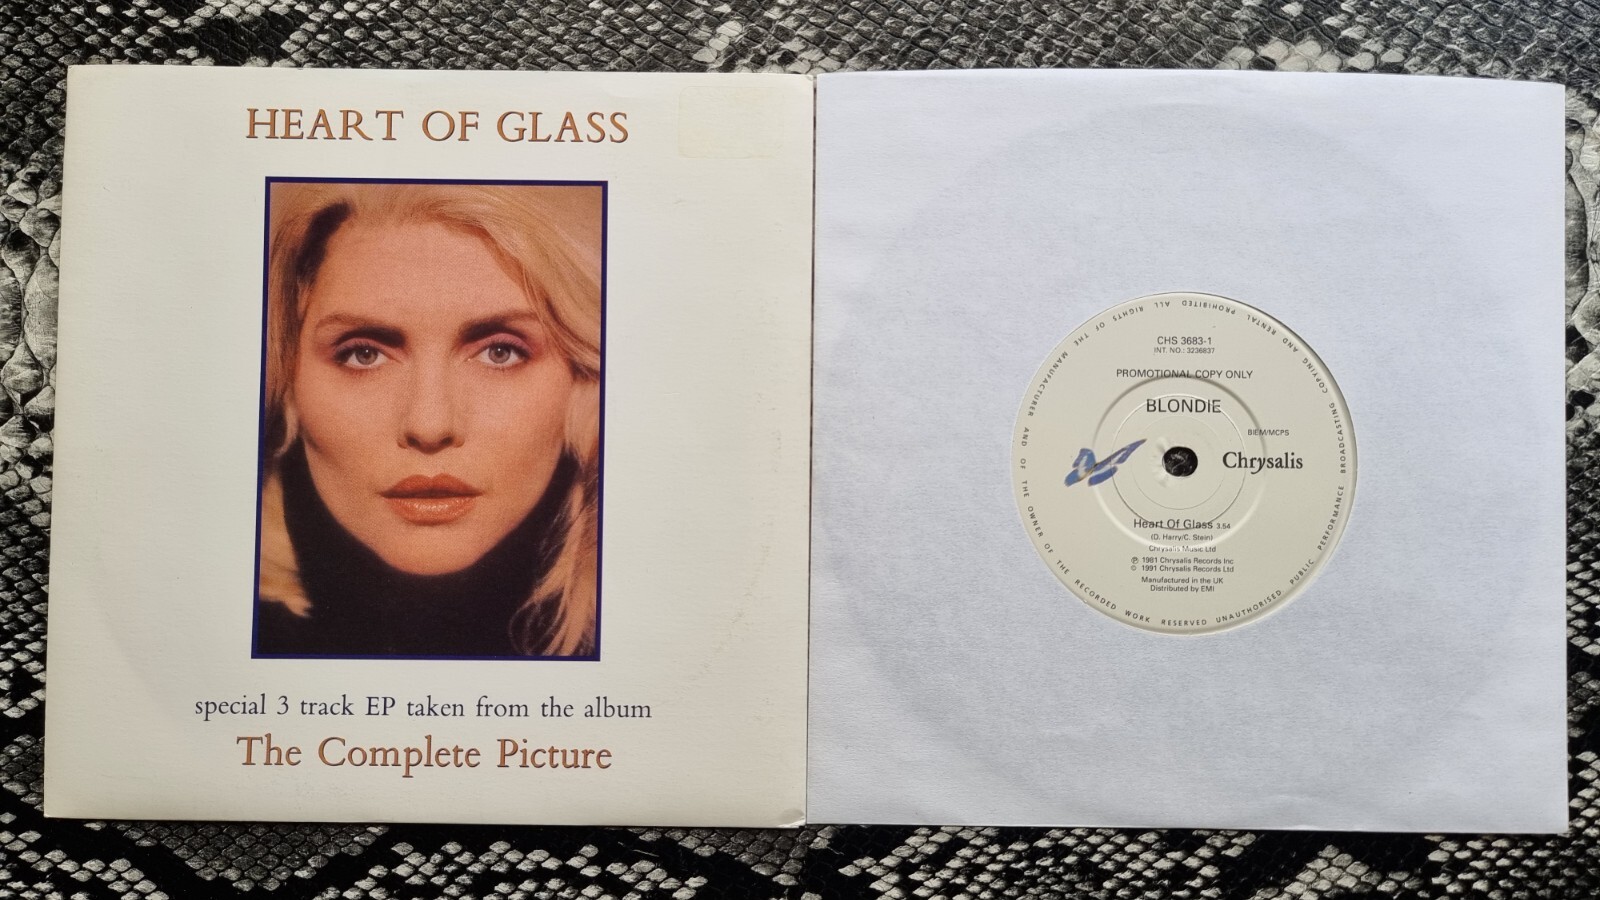 HEART OF GLASS
special 3 track EP taken from the album
The Complete Picture
CHS 3683-1
INT. NO.: 3236837
PROMOTIONAL COPY ONLY
BLONDIE
BIEM/MCPS
Chrysalis
Heart Of Glass 3.54
(D. Harry/C. Stein)
Chrysalis Music Ltd
℗ 1981 Chrysalis Records Inc
© 1991 Chrysalis Records Ltd
Manufactured in the UK
Distributed by EMI
ALL RIGHTS OF THE MANUFACTURER AND OF THE OWNER OF THE RECORDED WORK RESERVED UNAUTHORISED PUBLIC PERFORMANCE BROADCASTING COPYING AND RENTAL PROHIBITED